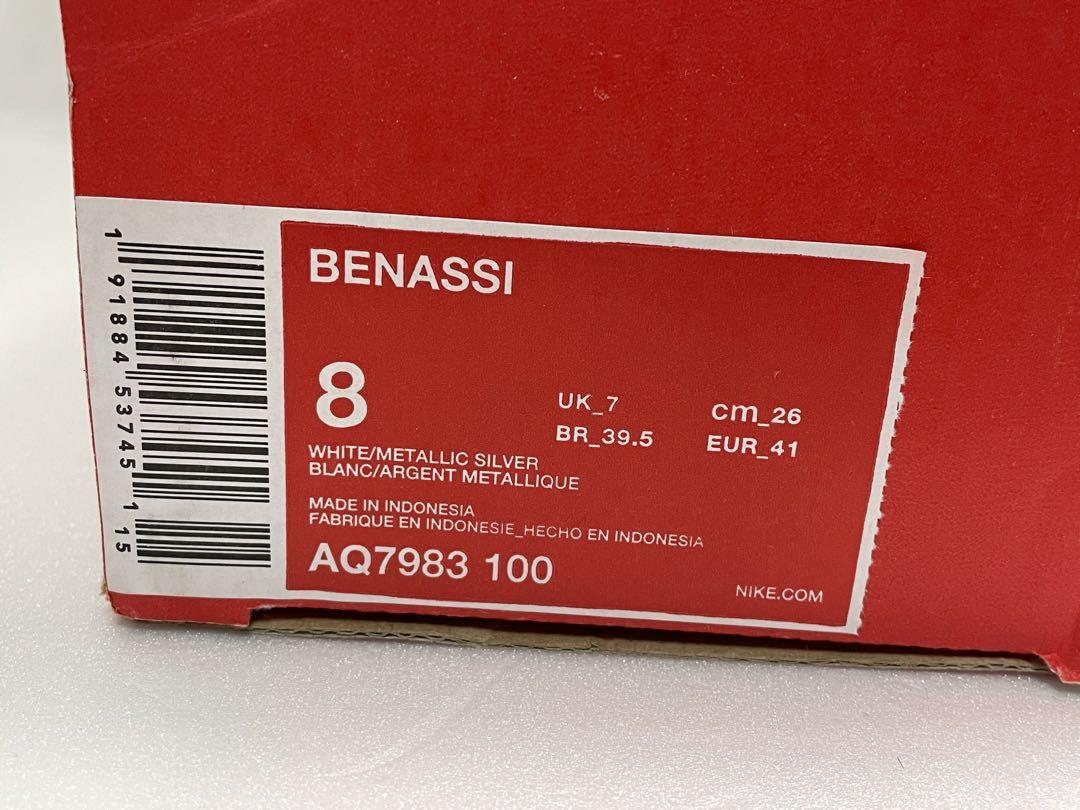 1 91884 53745 1 15
BENASSI
8
UK_7 cm_26
BR_39.5 EUR_41
WHITE/METALLIC SILVER
BLANC/ARGENT METALLIQUE
MADE IN INDONESIA
FABRIQUE EN INDONESIE_HECHO EN INDONESIA
AQ7983 100
NIKE.COM